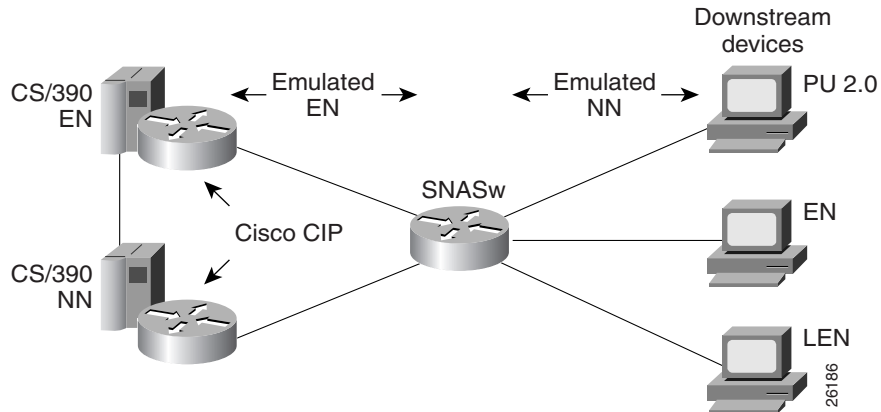 Downstream
devices
CS/390
EN
Emulated
EN
Emulated
NN
PU 2.0
SNASw
EN
Cisco CIP
CS/390
NN
LEN
26186